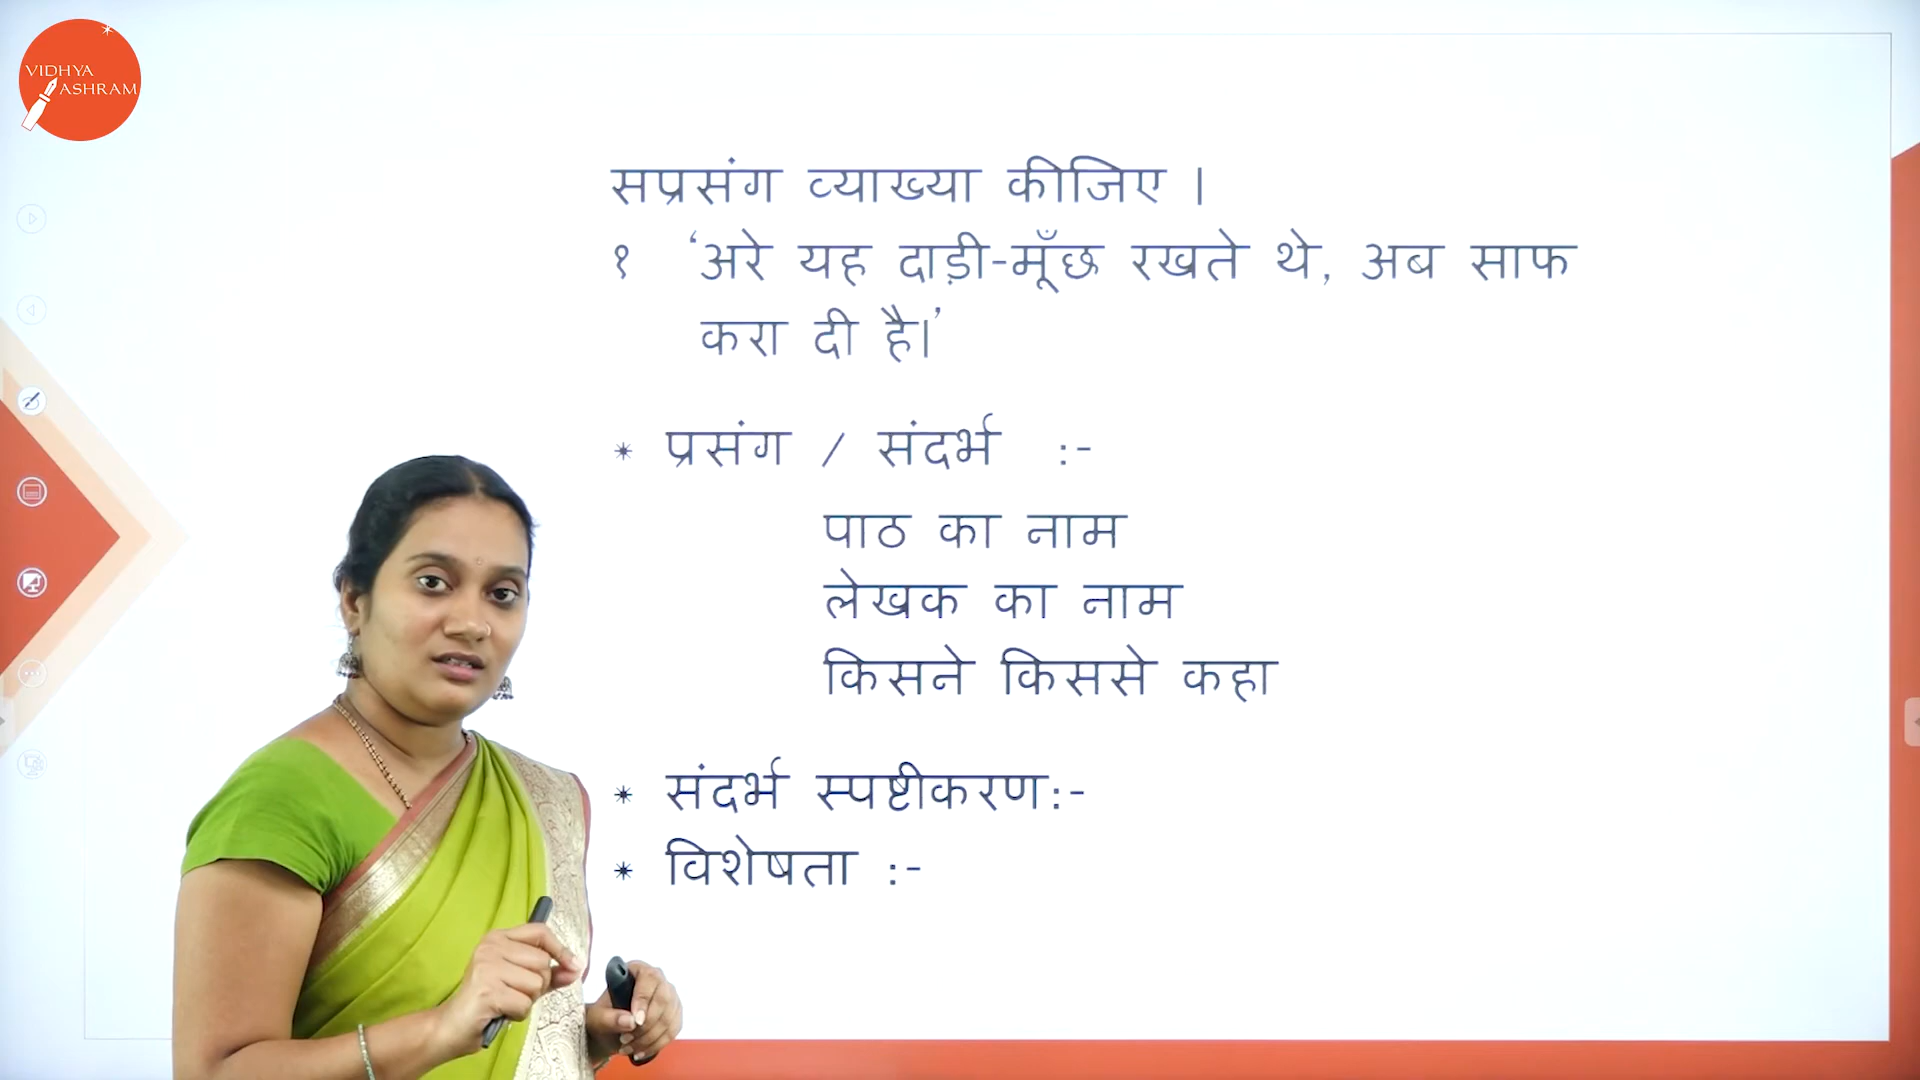 VIDHYA
ASHRAM
सप्रसंग व्याख्या कीजिए |
१ ‘अरे यह दाड़ी-मूँछ रखते थे, अब साफ
करा दी है|’
* प्रसंग / संदर्भ :-
पाठ का नाम
लेखक का नाम
किसने किससे कहा
* संदर्भ स्पष्टीकरण:-
* विशेषता :-